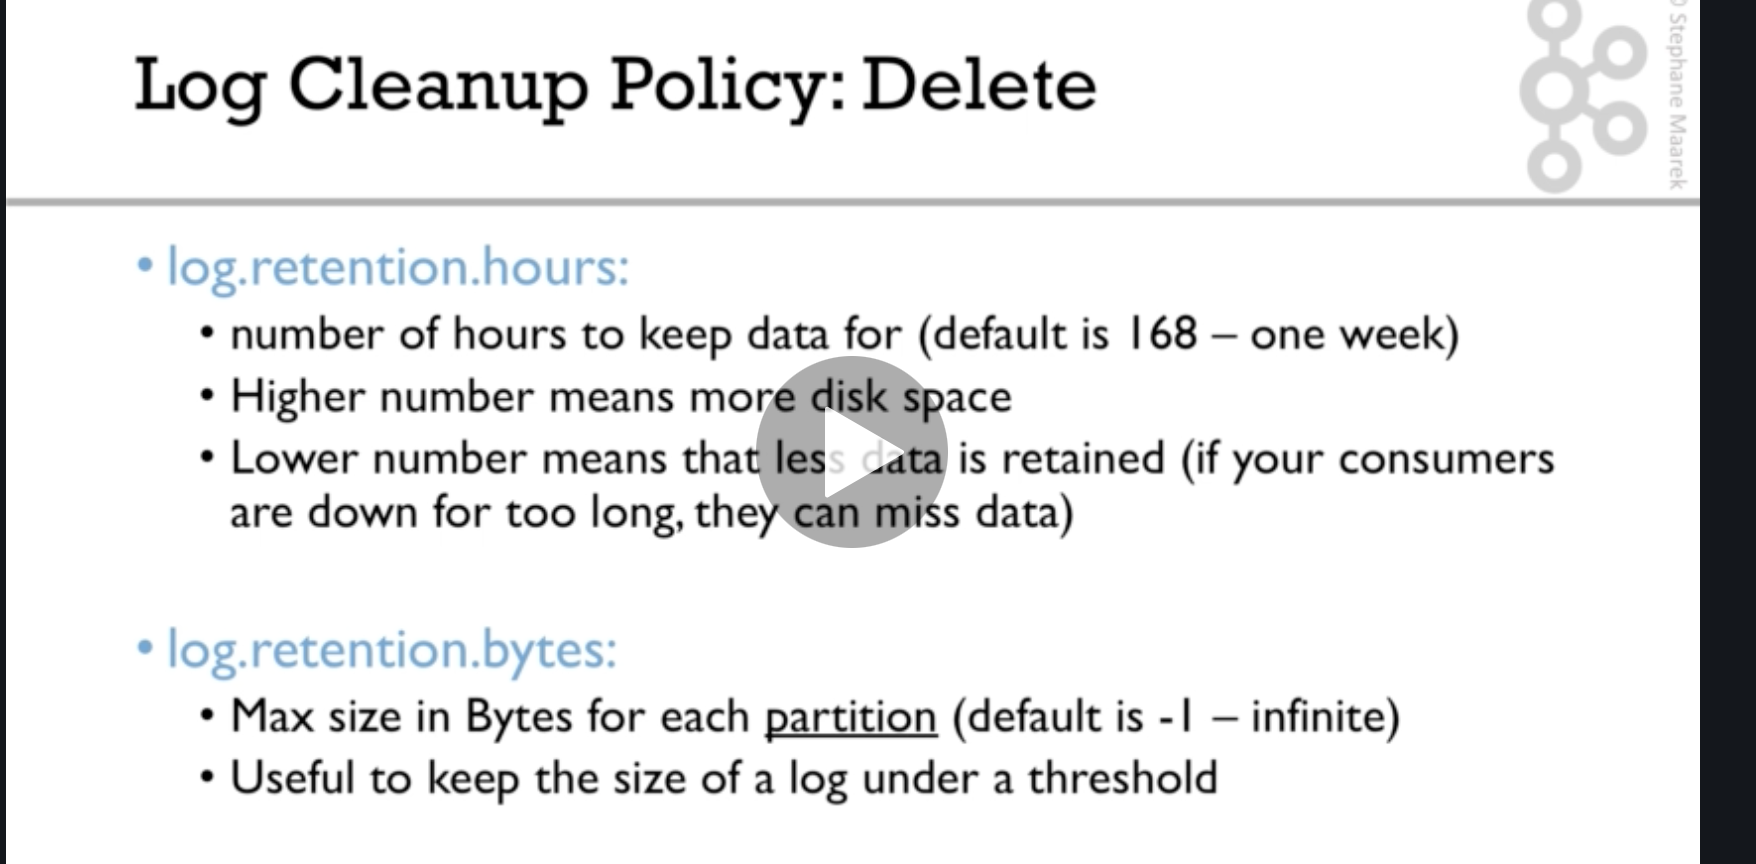 Log Cleanup Policy: Delete
Stephane Maarek
• log.retention.hours:
• number of hours to keep data for (default is 168 – one week)
• Higher number means more disk space
• Lower number means that less data is retained (if your consumers
are down for too long, they can miss data)
• log.retention.bytes:
• Max size in Bytes for each partition (default is -1 – infinite)
• Useful to keep the size of a log under a threshold